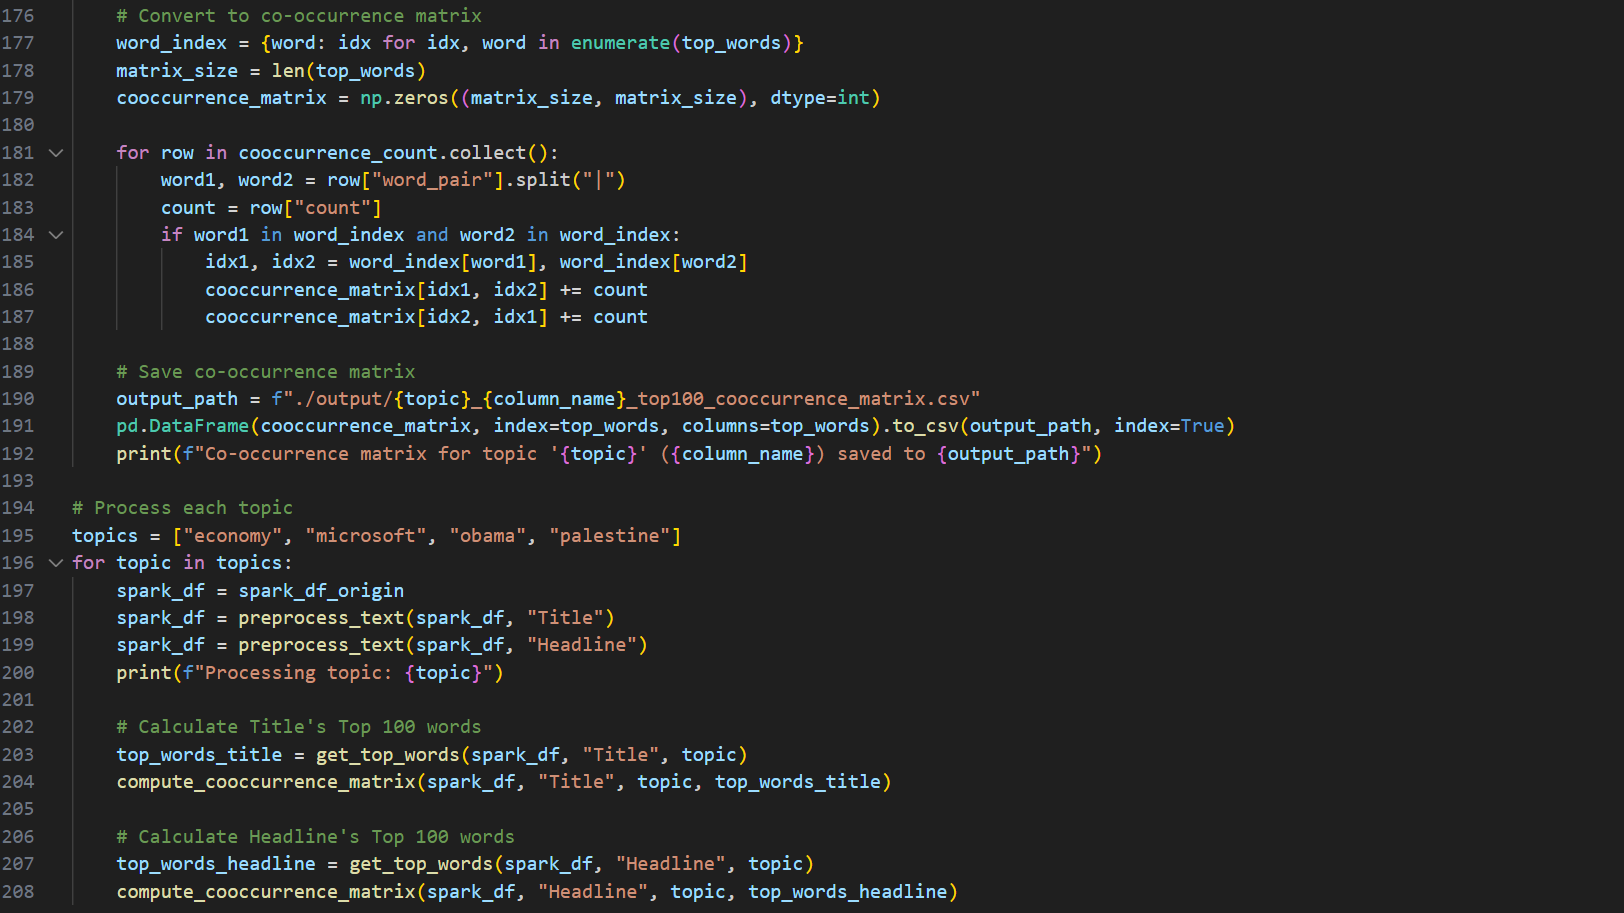 176 # Convert to co-occurrence matrix
177 word_index = {word: idx for idx, word in enumerate(top_words)}
178 matrix_size = len(top_words)
179 cooccurrence_matrix = np.zeros((matrix_size, matrix_size), dtype=int)
180
181 for row in cooccurrence_count.collect():
182 word1, word2 = row["word_pair"].split("|")
183 count = row["count"]
184 if word1 in word_index and word2 in word_index:
185 idx1, idx2 = word_index[word1], word_index[word2]
186 cooccurrence_matrix[idx1, idx2] += count
187 cooccurrence_matrix[idx2, idx1] += count
188
189 # Save co-occurrence matrix
190 output_path = f"./output/{topic}_{column_name}_top100_cooccurrence_matrix.csv"
191 pd.DataFrame(cooccurrence_matrix, index=top_words, columns=top_words).to_csv(output_path, index=True)
192 print(f"Co-occurrence matrix for topic '{topic}' ({column_name}) saved to {output_path}")
193
194 # Process each topic
195 topics = ["economy", "microsoft", "obama", "palestine"]
196 for topic in topics:
197 spark_df = spark_df_origin
198 spark_df = preprocess_text(spark_df, "Title")
199 spark_df = preprocess_text(spark_df, "Headline")
200 print(f"Processing topic: {topic}")
201
202 # Calculate Title's Top 100 words
203 top_words_title = get_top_words(spark_df, "Title", topic)
204 compute_cooccurrence_matrix(spark_df, "Title", topic, top_words_title)
205
206 # Calculate Headline's Top 100 words
207 top_words_headline = get_top_words(spark_df, "Headline", topic)
208 compute_cooccurrence_matrix(spark_df, "Headline", topic, top_words_headline)